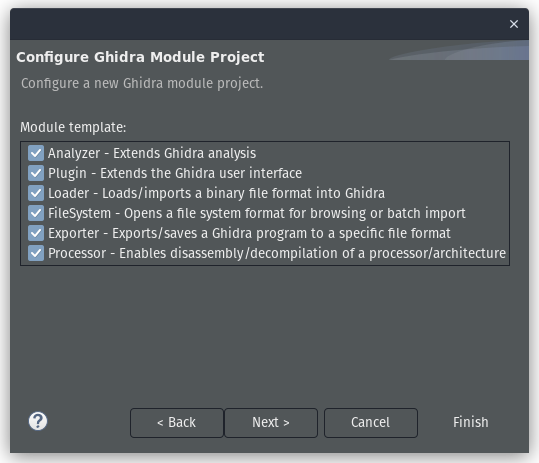 Configure Ghidra Module Project
Configure a new Ghidra module project.
Module template:
Analyzer - Extends Ghidra analysis
Plugin - Extends the Ghidra user interface
Loader - Loads/imports a binary file format into Ghidra
FileSystem - Opens a file system format for browsing or batch import
Exporter - Exports/saves a Ghidra program to a specific file format
Processor - Enables disassembly/decompilation of a processor/architecture
? < Back Next > Cancel Finish